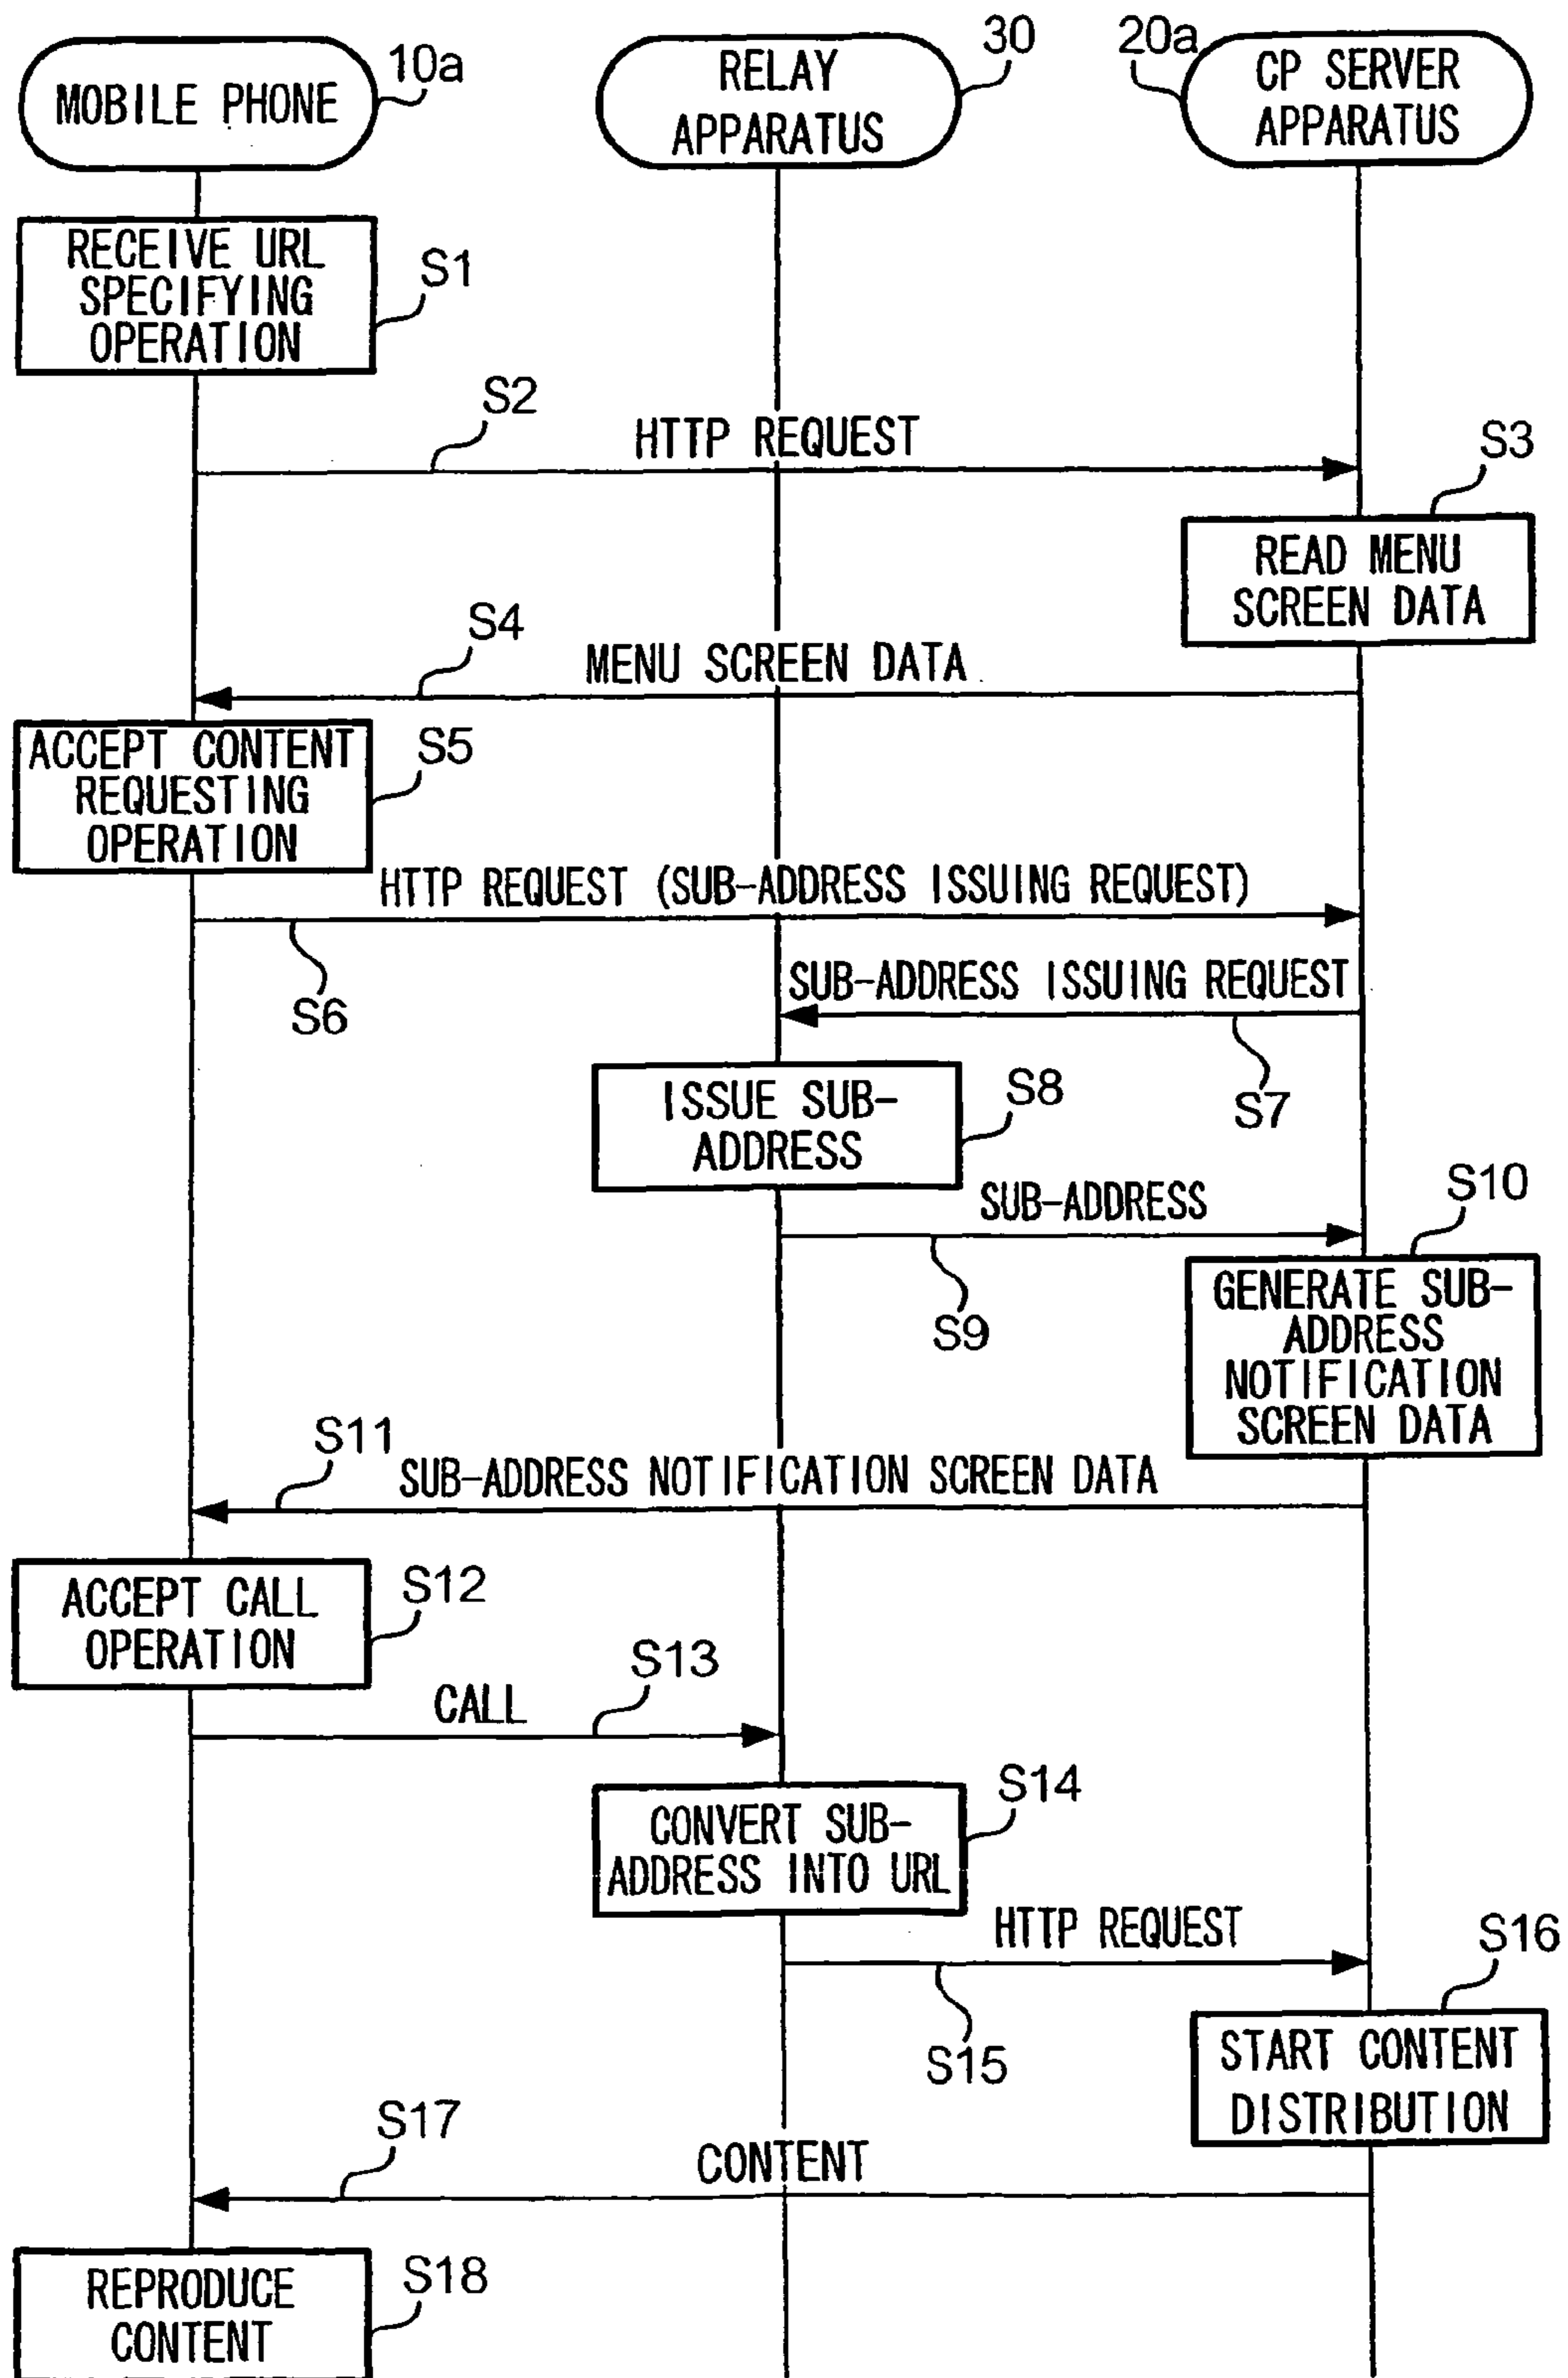 MOBILE PHONE
10a
RELAY
APPARATUS
30
20a
CP SERVER
APPARATUS
RECEIVE URL
SPECIFYING
OPERATION
S1
S2
HTTP REQUEST
S3
READ MENU
SCREEN DATA
S4
MENU SCREEN DATA
ACCEPT CONTENT
REQUESTING
OPERATION
S5
HTTP REQUEST (SUB-ADDRESS ISSUING REQUEST)
S6
SUB-ADDRESS ISSUING REQUEST
S7
ISSUE SUB-
ADDRESS
S8
SUB-ADDRESS
S9
S10
GENERATE SUB-
ADDRESS
NOTIFICATION
SCREEN DATA
S11
SUB-ADDRESS NOTIFICATION SCREEN DATA
ACCEPT CALL
OPERATION
S12
CALL
S13
CONVERT SUB-
ADDRESS INTO URL
S14
HTTP REQUEST
S15
S16
START CONTENT
DISTRIBUTION
S17
CONTENT
REPRODUCE
CONTENT
S18